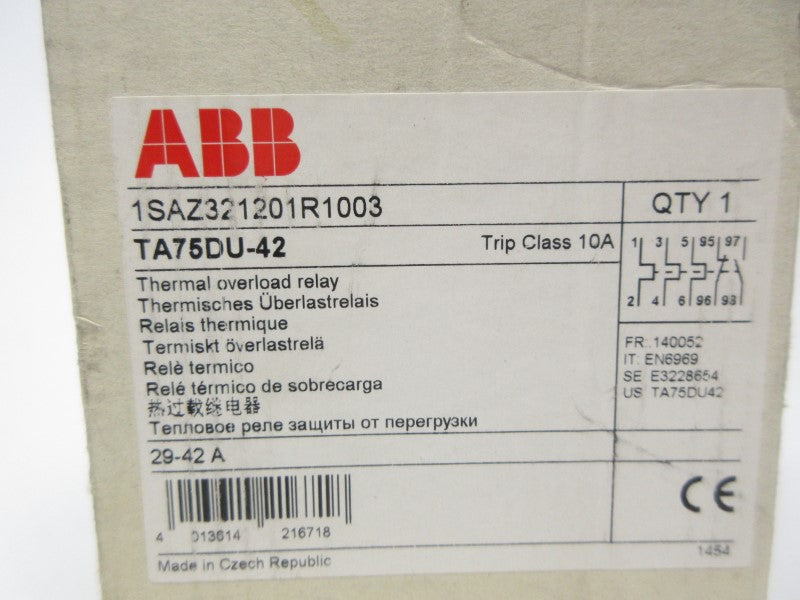 ABB
1SAZ321201R1003
QTY 1
TA75DU-42
Trip Class 10A
1 3 5 95 97
2 4 6 96 98
Thermal overload relay
Thermisches Überlastrelais
Relais thermique
Termiskt överlastrelä
Relè termico
Relé térmico de sobrecarga
热过载继电器
Тепловое реле защиты от перегрузки
FR: 140052
IT: EN6969
SE E3228654
US TA75DU42
29-42 A
4 013614 216718
CE
Made in Czech Republic
1454